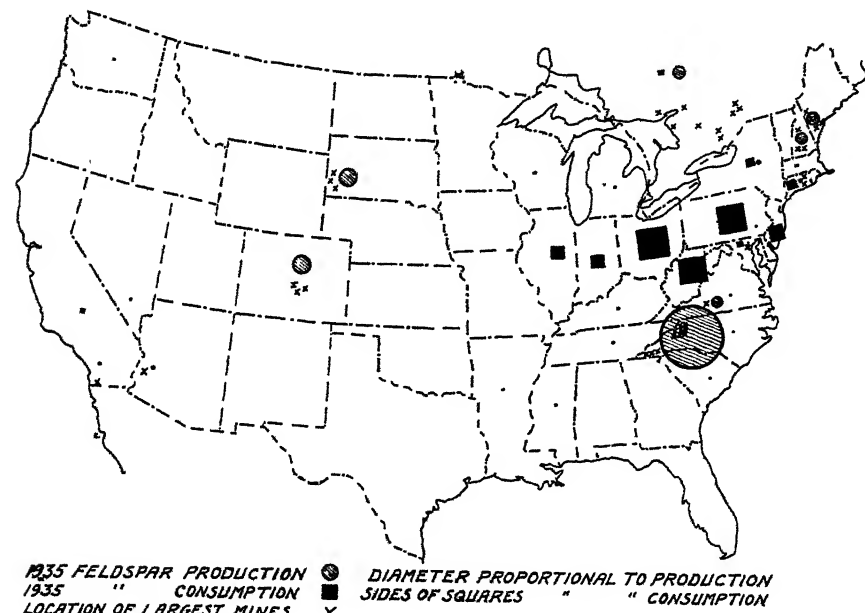 1935 FELDSPAR PRODUCTION DIAMETER PROPORTIONAL TO PRODUCTION
1935 " CONSUMPTION SIDES OF SQUARES " " CONSUMPTION
LOCATION OF LARGEST MINES X